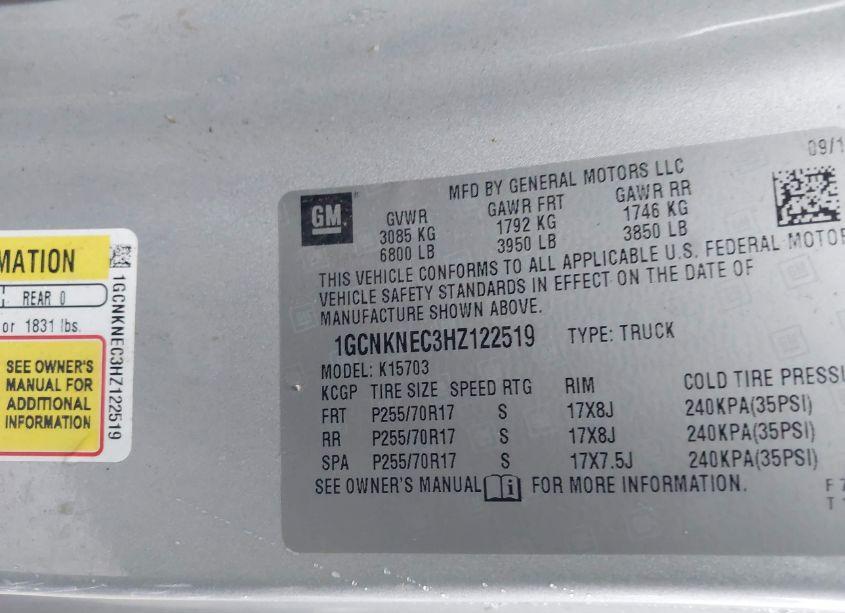 MATION
REAR 0
or 1831 lbs.
SEE OWNER'S
MANUAL FOR
ADDITIONAL
INFORMATION
1GCNKNEC3HZ122519
09/1
GM
MFD BY GENERAL MOTORS LLC
GVWR GAWR FRT GAWR RR
3085 KG 1792 KG 1746 KG
6800 LB 3950 LB 3850 LB
THIS VEHICLE CONFORMS TO ALL APPLICABLE U.S. FEDERAL MOTOR
VEHICLE SAFETY STANDARDS IN EFFECT ON THE DATE OF
MANUFACTURE SHOWN ABOVE.
1GCNKNEC3HZ122519 TYPE: TRUCK
MODEL: K15703
KCGP TIRE SIZE SPEED RTG RIM COLD TIRE PRESSU
FRT P255/70R17 S 17X8J 240KPA(35PSI)
RR P255/70R17 S 17X8J 240KPA(35PSI)
SPA P255/70R17 S 17X7.5J 240KPA(35PSI)
SEE OWNER'S MANUAL i FOR MORE INFORMATION.
F 7
T 1